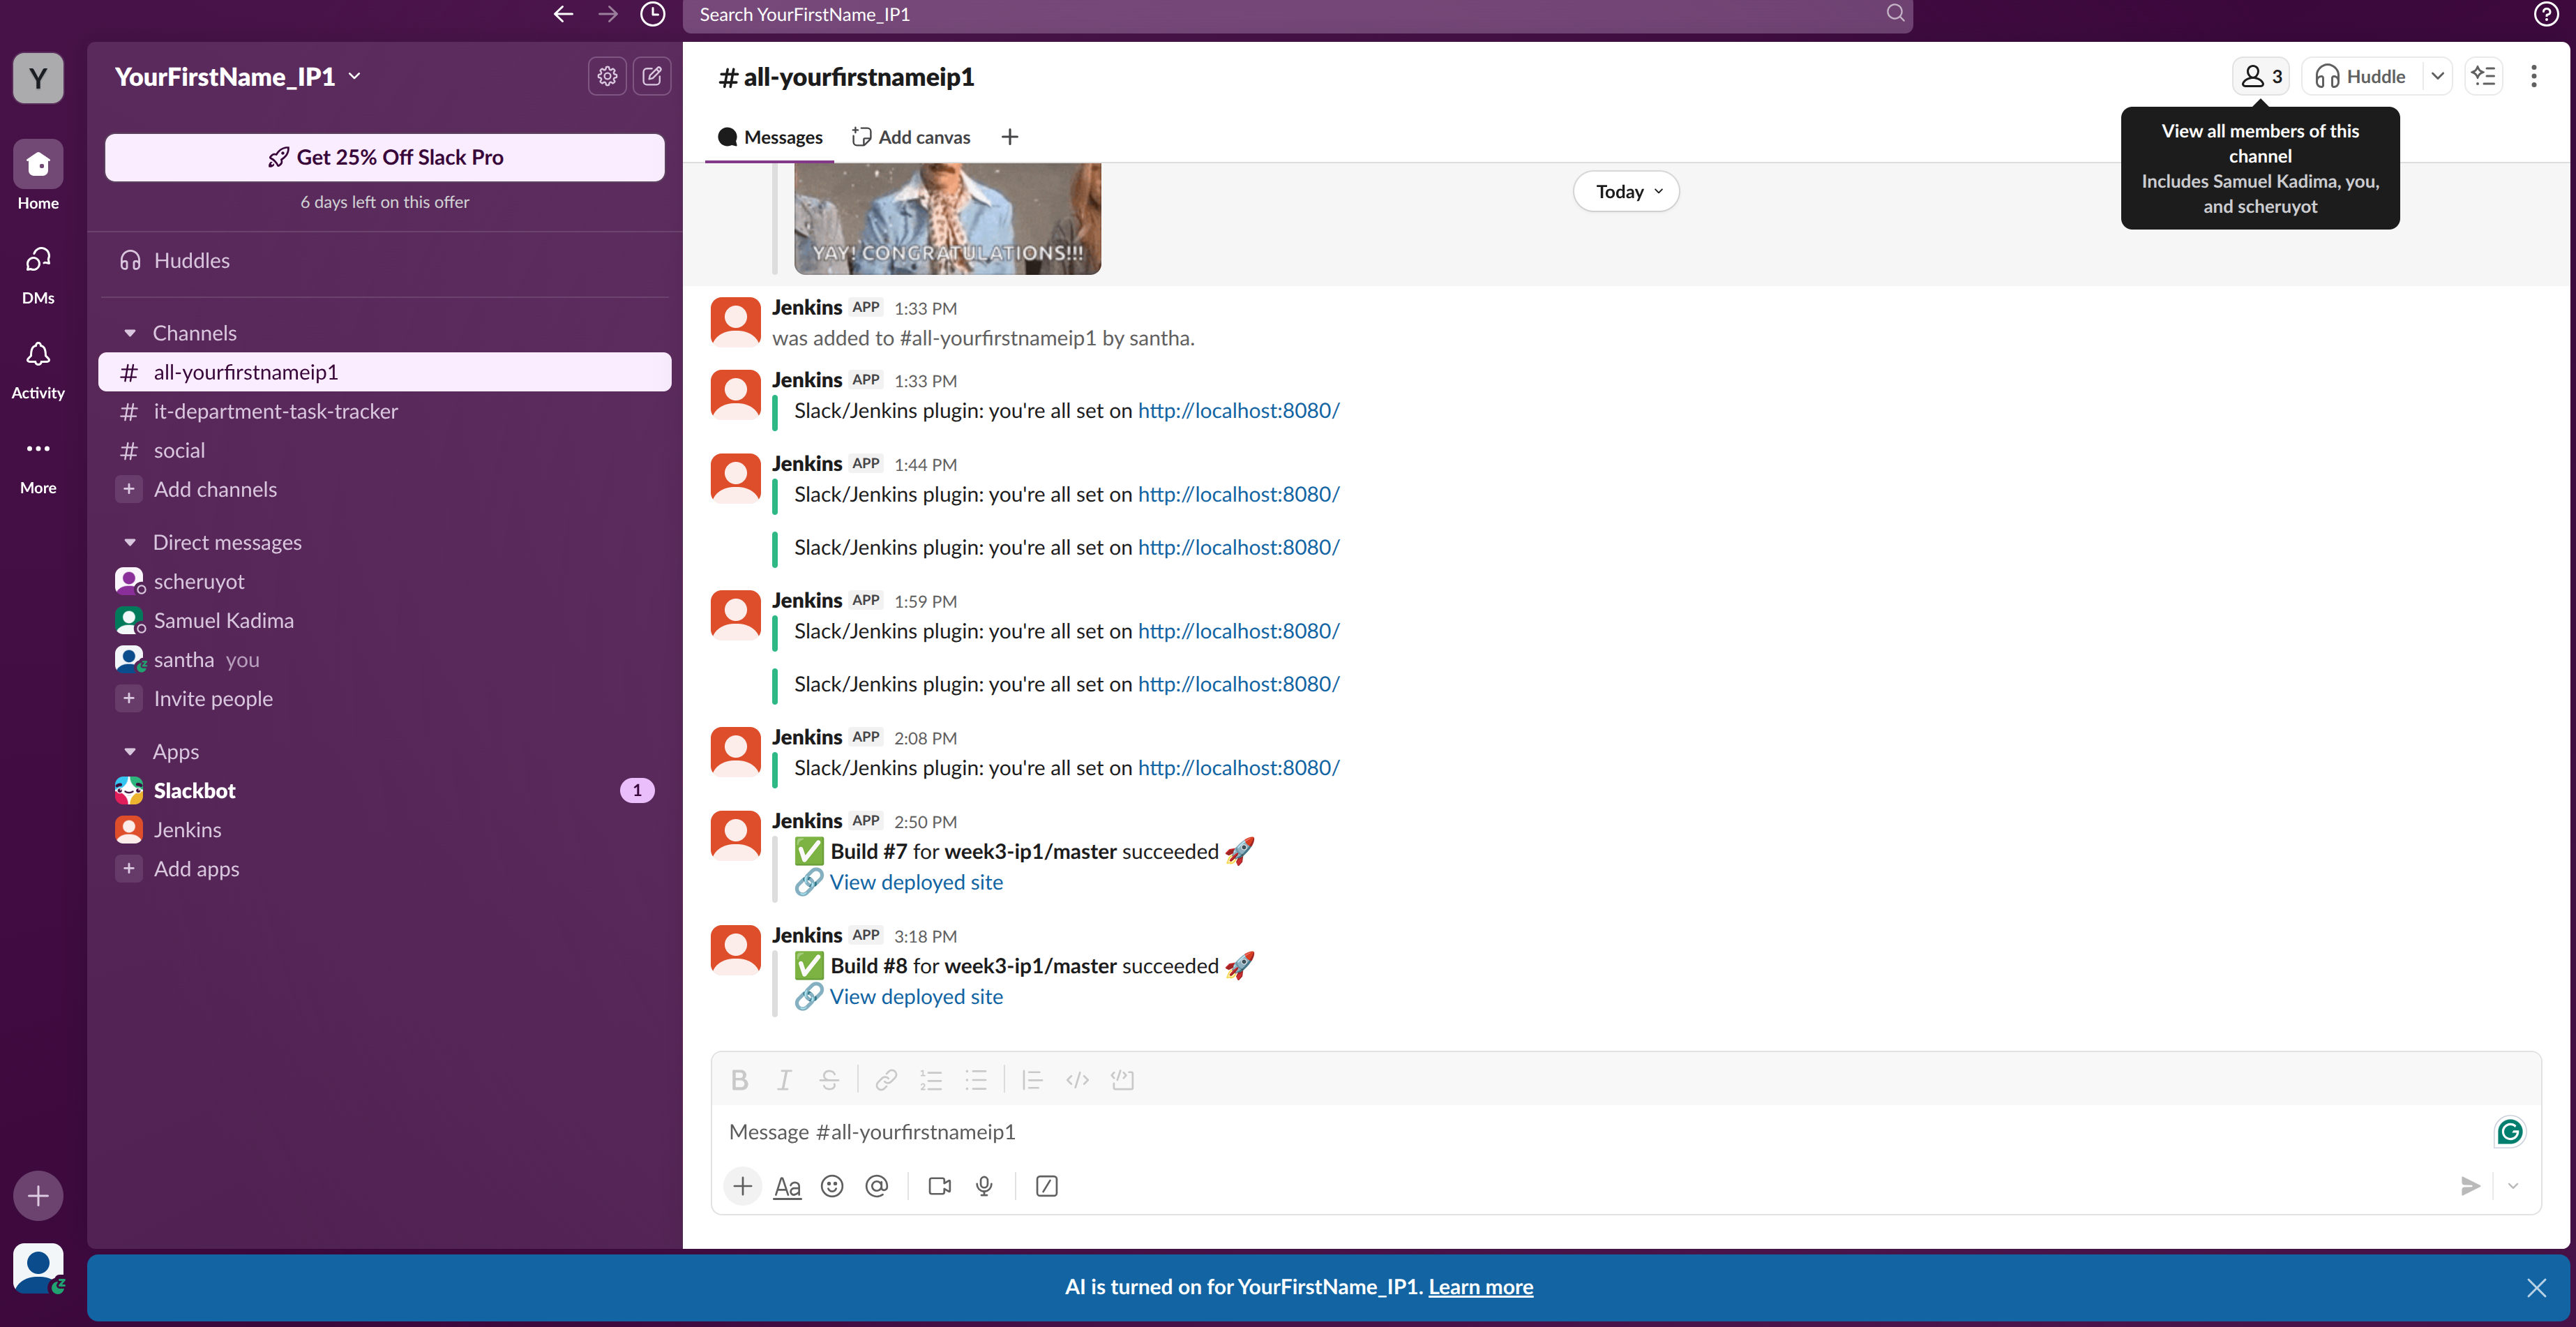 Search YourFirstName_IP1
Y
YourFirstName_IP1
Get 25% Off Slack Pro
6 days left on this offer
Home
DMs
Activity
More
Huddles
Channels
# all-yourfirstnameip1
# it-department-task-tracker
# social
+ Add channels
Direct messages
scheruyot
Samuel Kadima
santha you
+ Invite people
Apps
Slackbot 1
Jenkins
+ Add apps
# all-yourfirstnameip1
3
Huddle
Messages
Add canvas
+
View all members of this
channel
Includes Samuel Kadima, you,
and scheruyot
Today
YAY! CONGRATULATIONS!!!
Jenkins APP 1:33 PM
was added to #all-yourfirstnameip1 by santha.
Jenkins APP 1:33 PM
Slack/Jenkins plugin: you're all set on http://localhost:8080/
Jenkins APP 1:44 PM
Slack/Jenkins plugin: you're all set on http://localhost:8080/
Slack/Jenkins plugin: you're all set on http://localhost:8080/
Jenkins APP 1:59 PM
Slack/Jenkins plugin: you're all set on http://localhost:8080/
Slack/Jenkins plugin: you're all set on http://localhost:8080/
Jenkins APP 2:08 PM
Slack/Jenkins plugin: you're all set on http://localhost:8080/
Jenkins APP 2:50 PM
✅ Build #7 for week3-ip1/master succeeded 🚀
🔗 View deployed site
Jenkins APP 3:18 PM
✅ Build #8 for week3-ip1/master succeeded 🚀
🔗 View deployed site
Message #all-yourfirstnameip1
Aa
AI is turned on for YourFirstName_IP1. Learn more